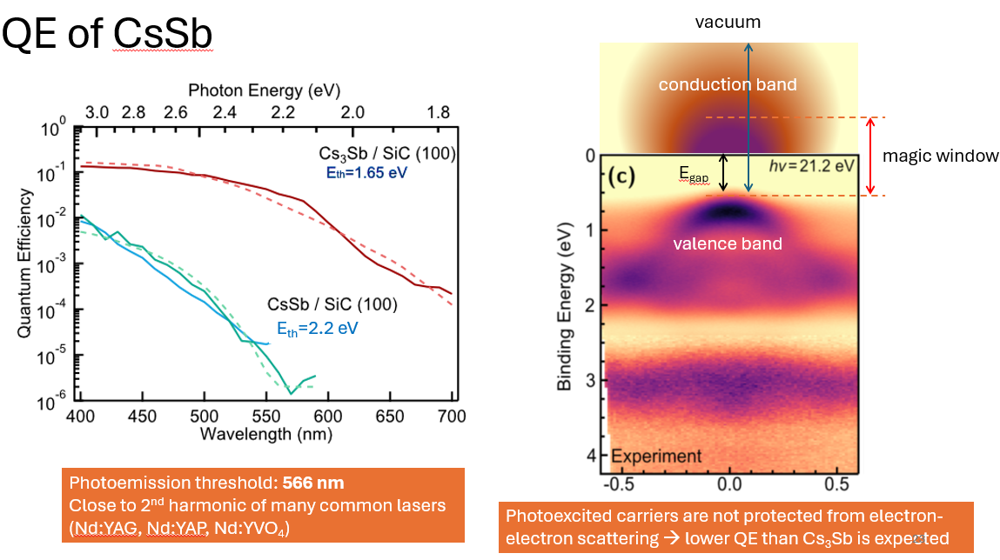 QE of CsSb
Photon Energy (eV)
3.0 2.8 2.6 2.4 2.2 2.0 1.8
10⁰
10⁻¹
10⁻²
10⁻³
10⁻⁴
10⁻⁵
10⁻⁶
Quantum Efficiency
Cs₃Sb / SiC (100)
Eth=1.65 eV
CsSb / SiC (100)
Eth=2.2 eV
400 450 500 550 600 650 700
Wavelength (nm)
Photoemission threshold: 566 nm
Close to 2nd harmonic of many common lasers
(Nd:YAG, Nd:YAP, Nd:YVO₄)
vacuum
conduction band
magic window
(c)
Egap
hν=21.2 eV
valence band
0
1
2
3
4
Binding Energy (eV)
Experiment
-0.5 0.0 0.5
Photoexcited carriers are not protected from electron-
electron scattering → lower QE than Cs₃Sb is expected